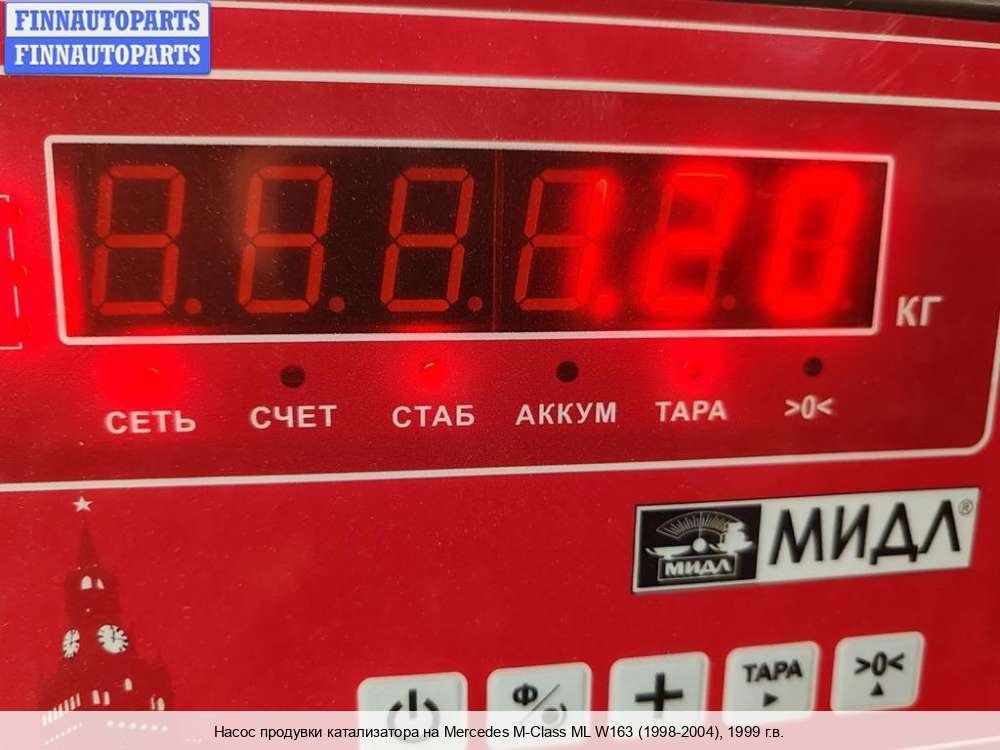 FINNAUTOPARTS
FINNAUTOPARTS
1.20
КГ
СЕТЬ СЧЕТ СТАБ АККУМ ТАРА >0<
МИДЛ МИДЛ®
Ф/ + ТАРА >0<
Насос продувки катализатора на Mercedes M-Class ML W163 (1998-2004), 1999 г.в.